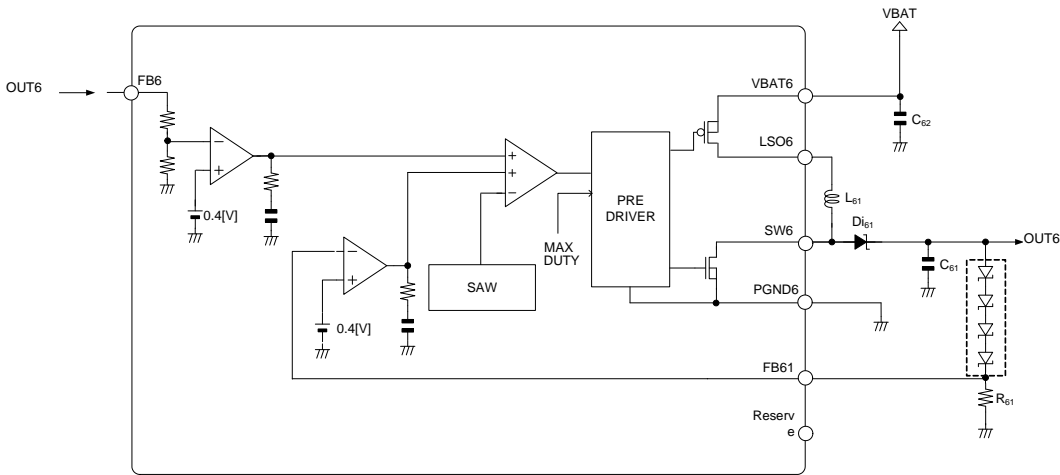 VBAT
OUT6
FB6
VBAT6
C62
LSO6
L61
0.4[V]
PRE
DRIVER
MAX
DUTY
SW6
Di61
OUT6
C61
SAW
PGND6
0.4[V]
FB61
R61
Reserv
e